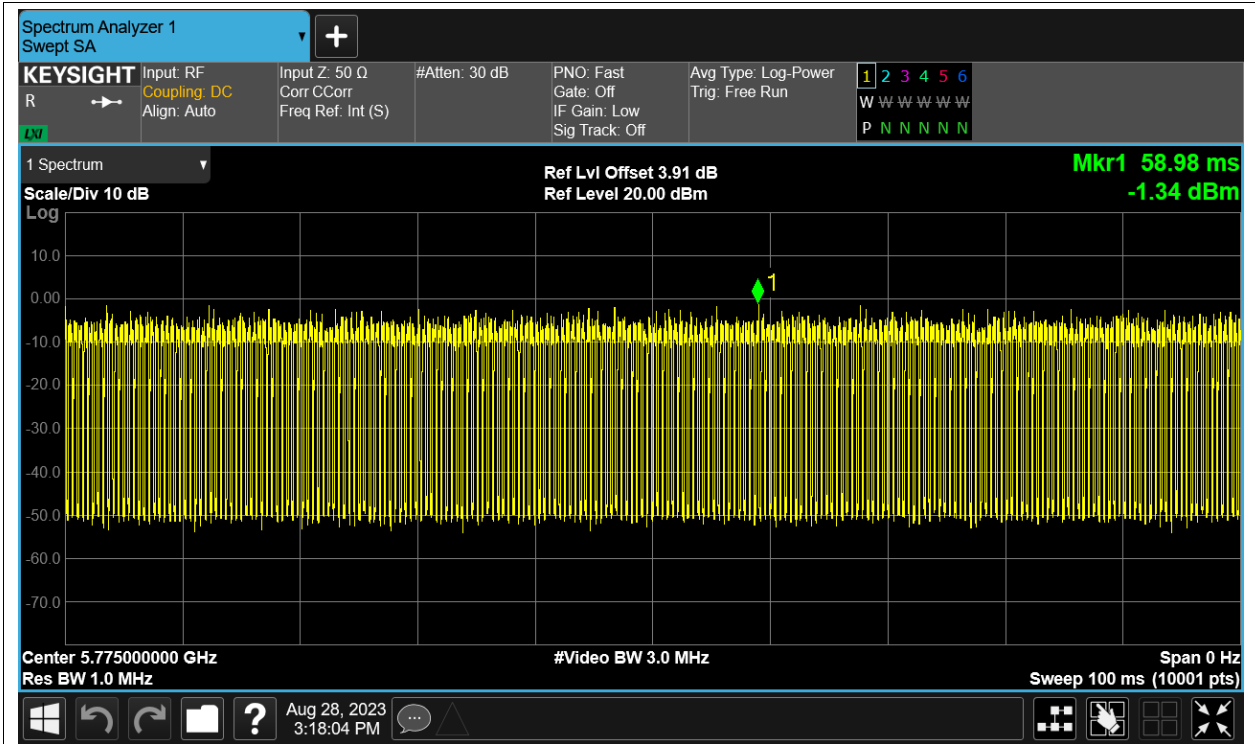 Spectrum Analyzer 1
Swept SA
KEYSIGHT
R
LXI
Input: RF
Coupling: DC
Align: Auto
Input Z: 50 Ω
Corr CCorr
Freq Ref: Int (S)
#Atten: 30 dB
PNO: Fast
Gate: Off
IF Gain: Low
Sig Track: Off
Avg Type: Log-Power
Trig: Free Run
1 2 3 4 5 6
W W W W W W
P N N N N N
1 Spectrum
Scale/Div 10 dB
Log
Ref Lvl Offset 3.91 dB
Ref Level 20.00 dBm
Mkr1 58.98 ms
-1.34 dBm
1
10.0
0.00
-10.0
-20.0
-30.0
-40.0
-50.0
-60.0
-70.0
Center 5.775000000 GHz
Res BW 1.0 MHz
#Video BW 3.0 MHz
Span 0 Hz
Sweep 100 ms (10001 pts)
?
Aug 28, 2023
3:18:04 PM